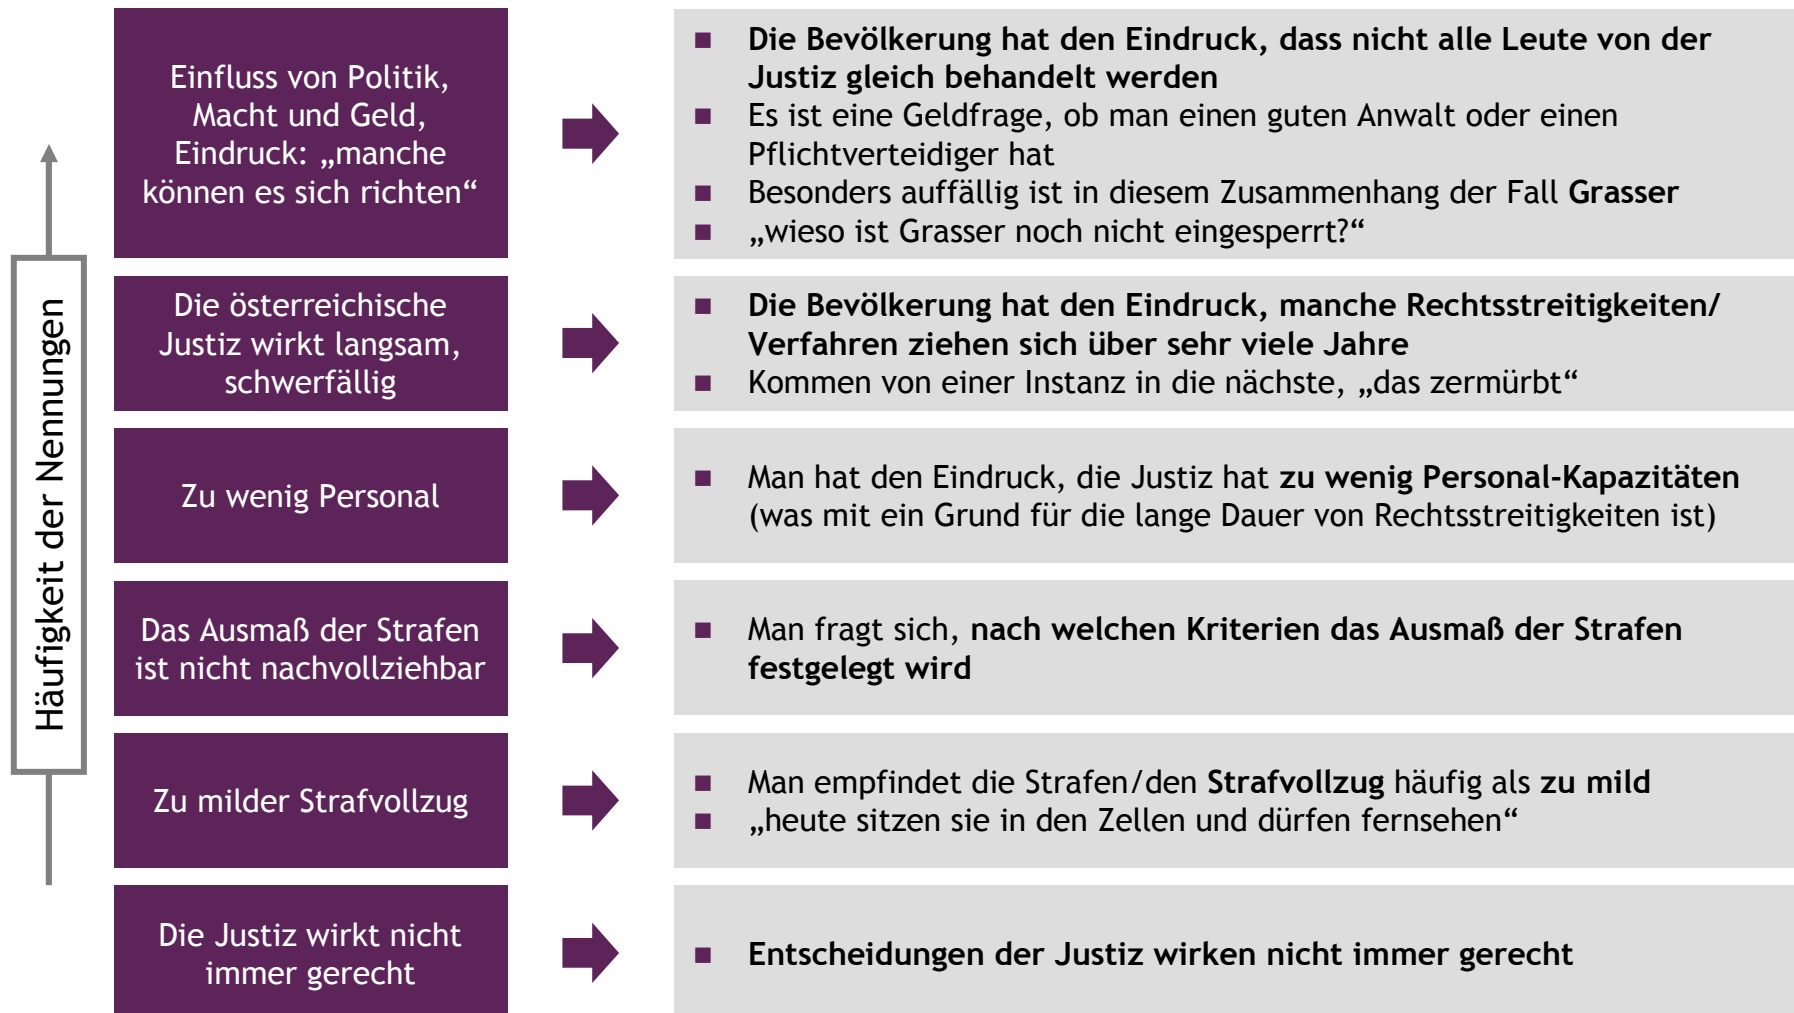 Häufigkeit der Nennungen
Einfluss von Politik,
Macht und Geld,
Eindruck: „manche
können es sich richten“
■ Die Bevölkerung hat den Eindruck, dass nicht alle Leute von der
Justiz gleich behandelt werden
■ Es ist eine Geldfrage, ob man einen guten Anwalt oder einen
Pflichtverteidiger hat
■ Besonders auffällig ist in diesem Zusammenhang der Fall Grasser
■ „wieso ist Grasser noch nicht eingesperrt?“
Die österreichische
Justiz wirkt langsam,
schwerfällig
■ Die Bevölkerung hat den Eindruck, manche Rechtsstreitigkeiten/
Verfahren ziehen sich über sehr viele Jahre
■ Kommen von einer Instanz in die nächste, „das zermürbt“
Zu wenig Personal
■ Man hat den Eindruck, die Justiz hat zu wenig Personal-Kapazitäten
(was mit ein Grund für die lange Dauer von Rechtsstreitigkeiten ist)
Das Ausmaß der Strafen
ist nicht nachvollziehbar
■ Man fragt sich, nach welchen Kriterien das Ausmaß der Strafen
festgelegt wird
Zu milder Strafvollzug
■ Man empfindet die Strafen/den Strafvollzug häufig als zu mild
■ „heute sitzen sie in den Zellen und dürfen fernsehen“
Die Justiz wirkt nicht
immer gerecht
■ Entscheidungen der Justiz wirken nicht immer gerecht